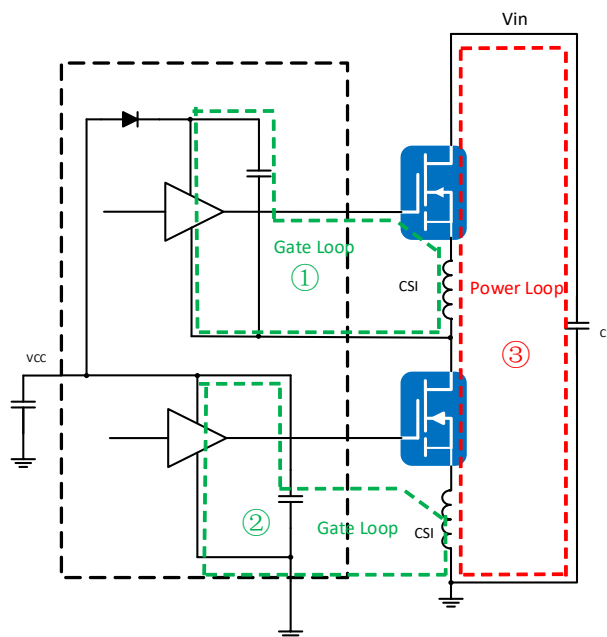 Vin
Gate Loop
①
CSI
Power Loop
③
C
VCC
②
Gate Loop
CSI